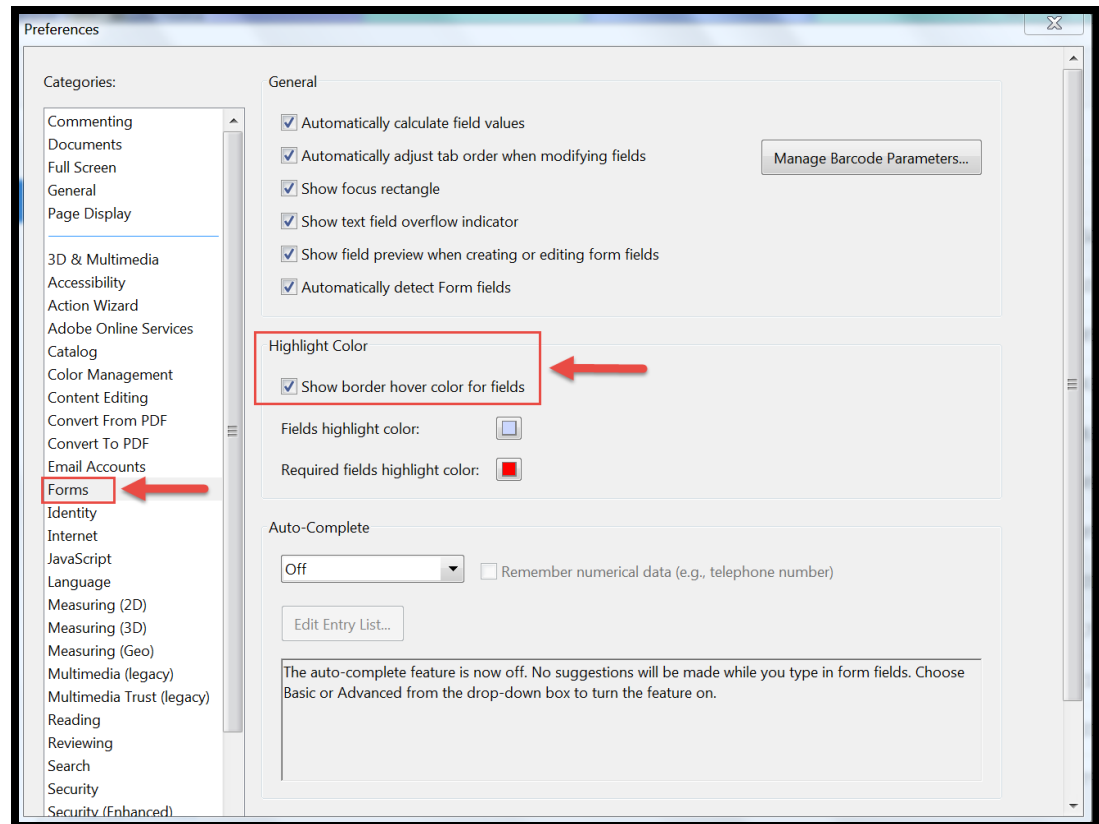 Preferences
Categories:
Commenting
Documents
Full Screen
General
Page Display
3D & Multimedia
Accessibility
Action Wizard
Adobe Online Services
Catalog
Color Management
Content Editing
Convert From PDF
Convert To PDF
Email Accounts
Forms
Identity
Internet
JavaScript
Language
Measuring (2D)
Measuring (3D)
Measuring (Geo)
Multimedia (legacy)
Multimedia Trust (legacy)
Reading
Reviewing
Search
Security
Security (Enhanced)
General
Automatically calculate field values
Automatically adjust tab order when modifying fields
Manage Barcode Parameters...
Show focus rectangle
Show text field overflow indicator
Show field preview when creating or editing form fields
Automatically detect Form fields
Highlight Color
Show border hover color for fields
Fields highlight color:
Required fields highlight color:
Auto-Complete
Off
Remember numerical data (e.g., telephone number)
Edit Entry List...
The auto-complete feature is now off. No suggestions will be made while you type in form fields. Choose
Basic or Advanced from the drop-down box to turn the feature on.